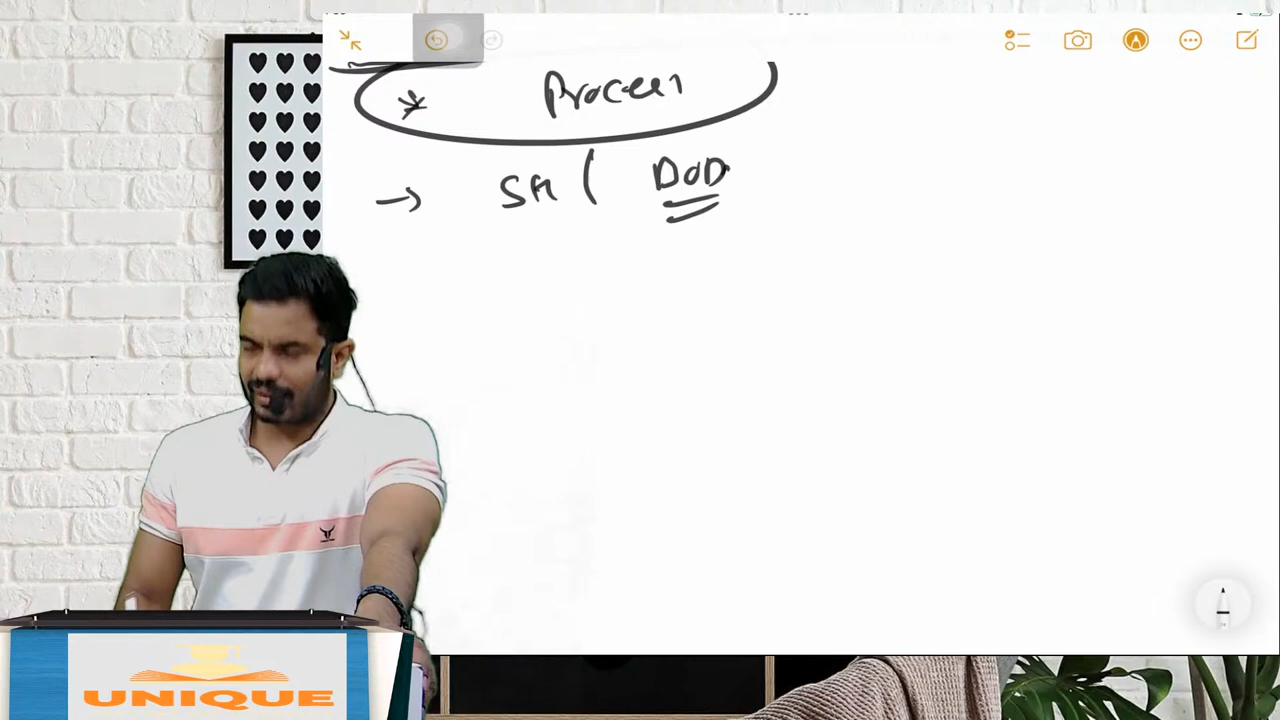 * Process
→ SA ( DOD
UNIQUE